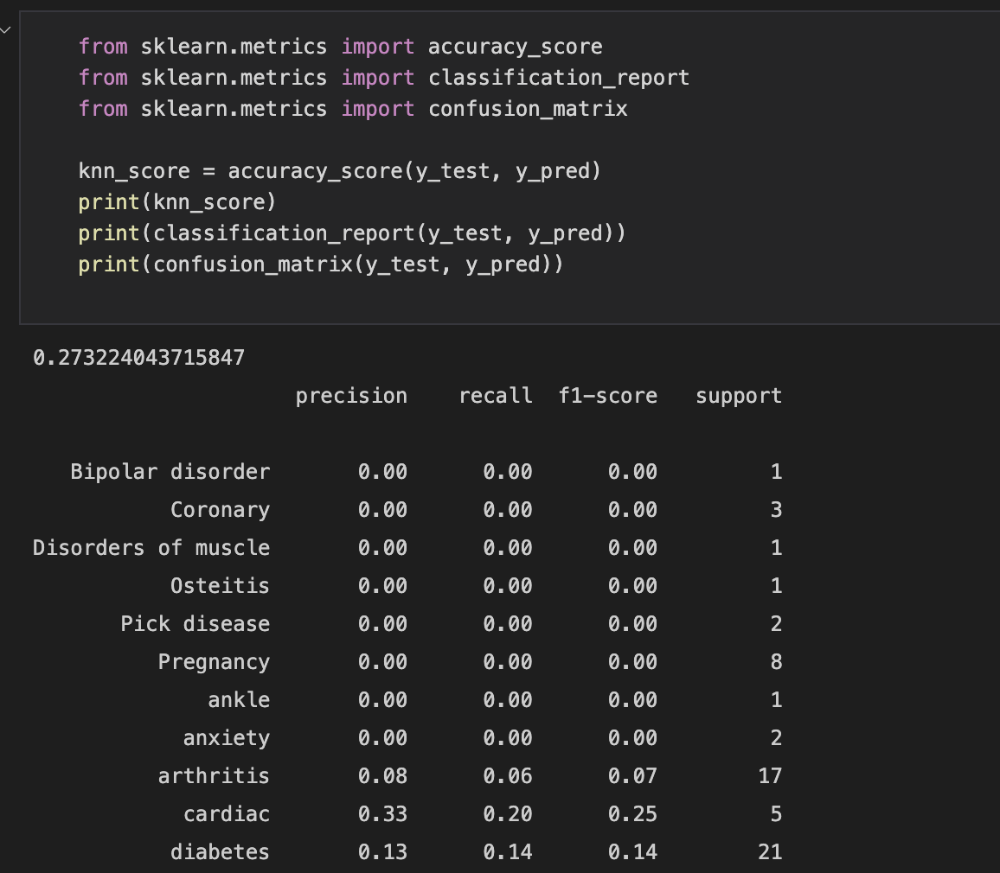 from sklearn.metrics import accuracy_score
from sklearn.metrics import classification_report
from sklearn.metrics import confusion_matrix
knn_score = accuracy_score(y_test, y_pred)
print(knn_score)
print(classification_report(y_test, y_pred))
print(confusion_matrix(y_test, y_pred))
0.273224043715847
precision recall f1-score support
Bipolar disorder 0.00 0.00 0.00 1
Coronary 0.00 0.00 0.00 3
Disorders of muscle 0.00 0.00 0.00 1
Osteitis 0.00 0.00 0.00 1
Pick disease 0.00 0.00 0.00 2
Pregnancy 0.00 0.00 0.00 8
ankle 0.00 0.00 0.00 1
anxiety 0.00 0.00 0.00 2
arthritis 0.08 0.06 0.07 17
cardiac 0.33 0.20 0.25 5
diabetes 0.13 0.14 0.14 21